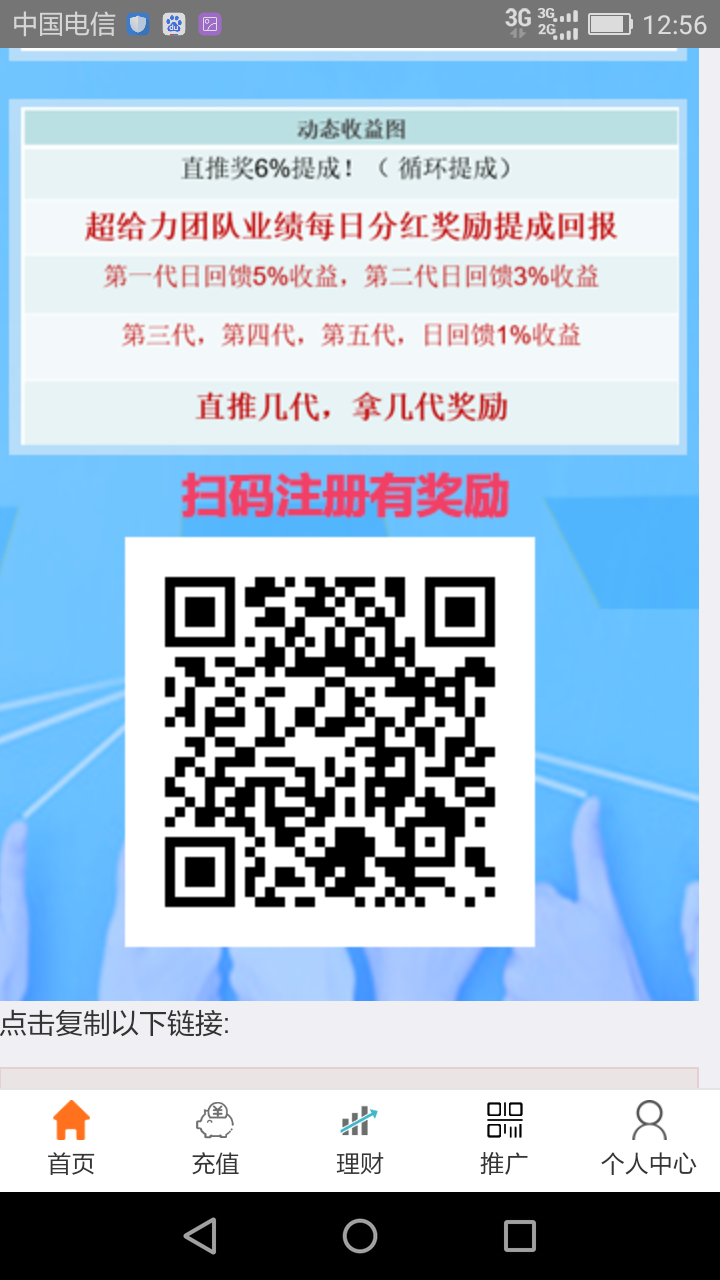 中国电信
3G 3G 2G 12:56
动态收益图
直推奖6%提成！（ 循环提成）
超给力团队业绩每日分红奖励提成回报
第一代日回馈5%收益，第二代日回馈3%收益
第三代，第四代，第五代，日回馈1%收益
直推几代，拿几代奖励
扫码注册有奖励
点击复制以下链接:
首页 充值 理财 推广 个人中心